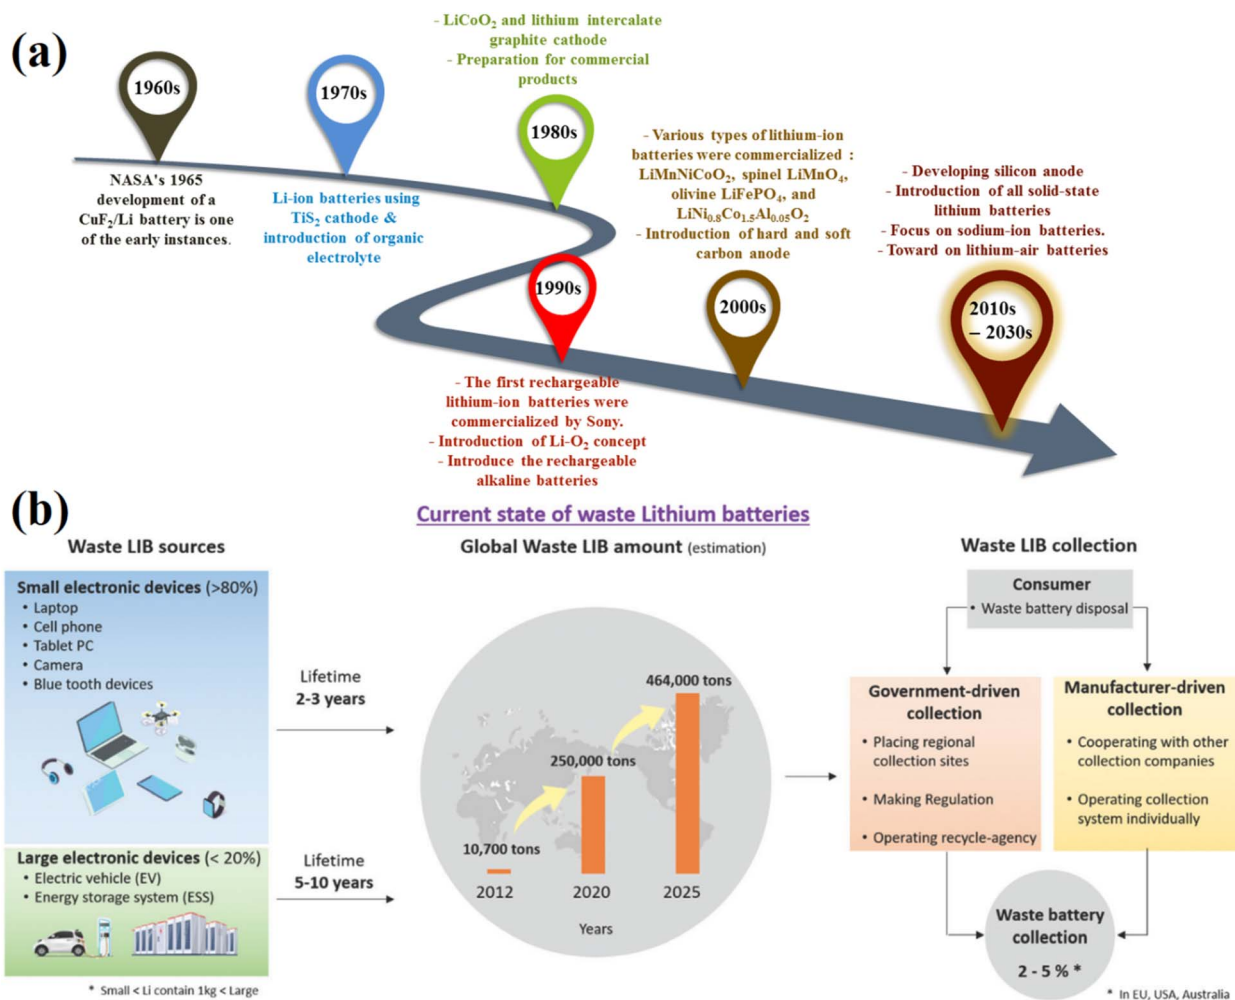 (a)
1960s
NASA's 1965
development of a
CuF₂/Li battery is one
of the early instances.
1970s
Li-ion batteries using
TiS₂ cathode &
introduction of organic
electrolyte
- LiCoO₂ and lithium intercalate
graphite cathode
- Preparation for commercial
products
1980s
1990s
- The first rechargeable
lithium-ion batteries were
commercialized by Sony.
- Introduction of Li-O₂ concept
- Introduce the rechargeable
alkaline batteries
- Various types of lithium-ion
batteries were commercialized :
LiMnNiCoO₂, spinel LiMnO₄,
olivine LiFePO₄, and
LiNi₀.₈Co₁.₅Al₀.₀₅O₂
- Introduction of hard and soft
carbon anode
2000s
- Developing silicon anode
- Introduction of all solid-state
lithium batteries
- Focus on sodium-ion batteries.
- Toward on lithium-air batteries
2010s
– 2030s
(b)
Current state of waste Lithium batteries
Waste LIB sources
Small electronic devices (>80%)
• Laptop
• Cell phone
• Tablet PC
• Camera
• Blue tooth devices
Large electronic devices (< 20%)
• Electric vehicle (EV)
• Energy storage system (ESS)
* Small < Li contain 1kg < Large
Lifetime
2-3 years
Lifetime
5-10 years
Global Waste LIB amount (estimation)
10,700 tons
250,000 tons
464,000 tons
2012
2020
2025
Years
Waste LIB collection
Consumer
• Waste battery disposal
Government-driven
collection
• Placing regional
collection sites
• Making Regulation
• Operating recycle-agency
Manufacturer-driven
collection
• Cooperating with other
collection companies
• Operating collection
system individually
Waste battery
collection
2 - 5 % *
* In EU, USA, Australia